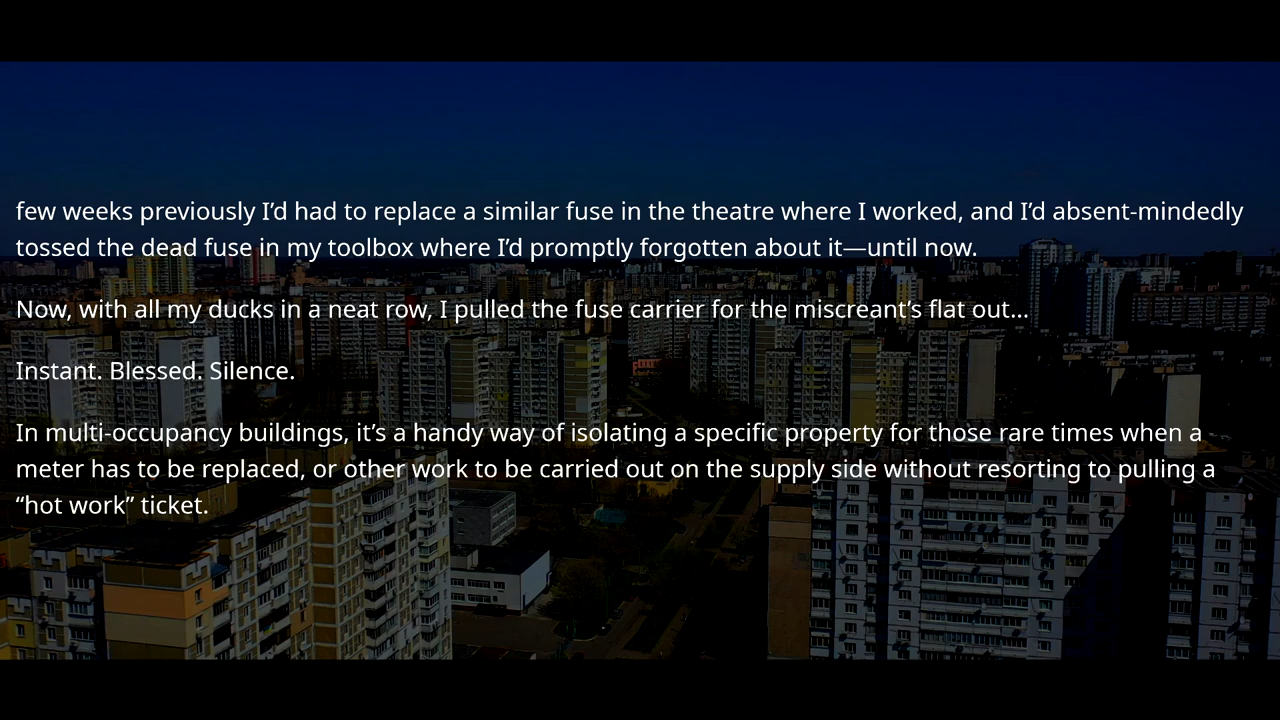 few weeks previously I’d had to replace a similar fuse in the theatre where I worked, and I’d absent-mindedly
tossed the dead fuse in my toolbox where I’d promptly forgotten about it—until now.
Now, with all my ducks in a neat row, I pulled the fuse carrier for the miscreant’s flat out…
Instant. Blessed. Silence.
In multi-occupancy buildings, it’s a handy way of isolating a specific property for those rare times when a
meter has to be replaced, or other work to be carried out on the supply side without resorting to pulling a
“hot work” ticket.